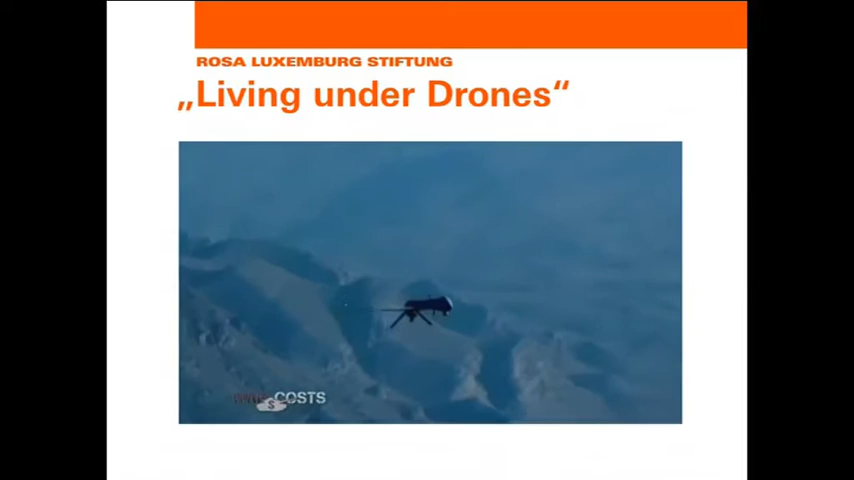 ROSA LUXEMBURG STIFTUNG
„Living under Drones“
COSTS